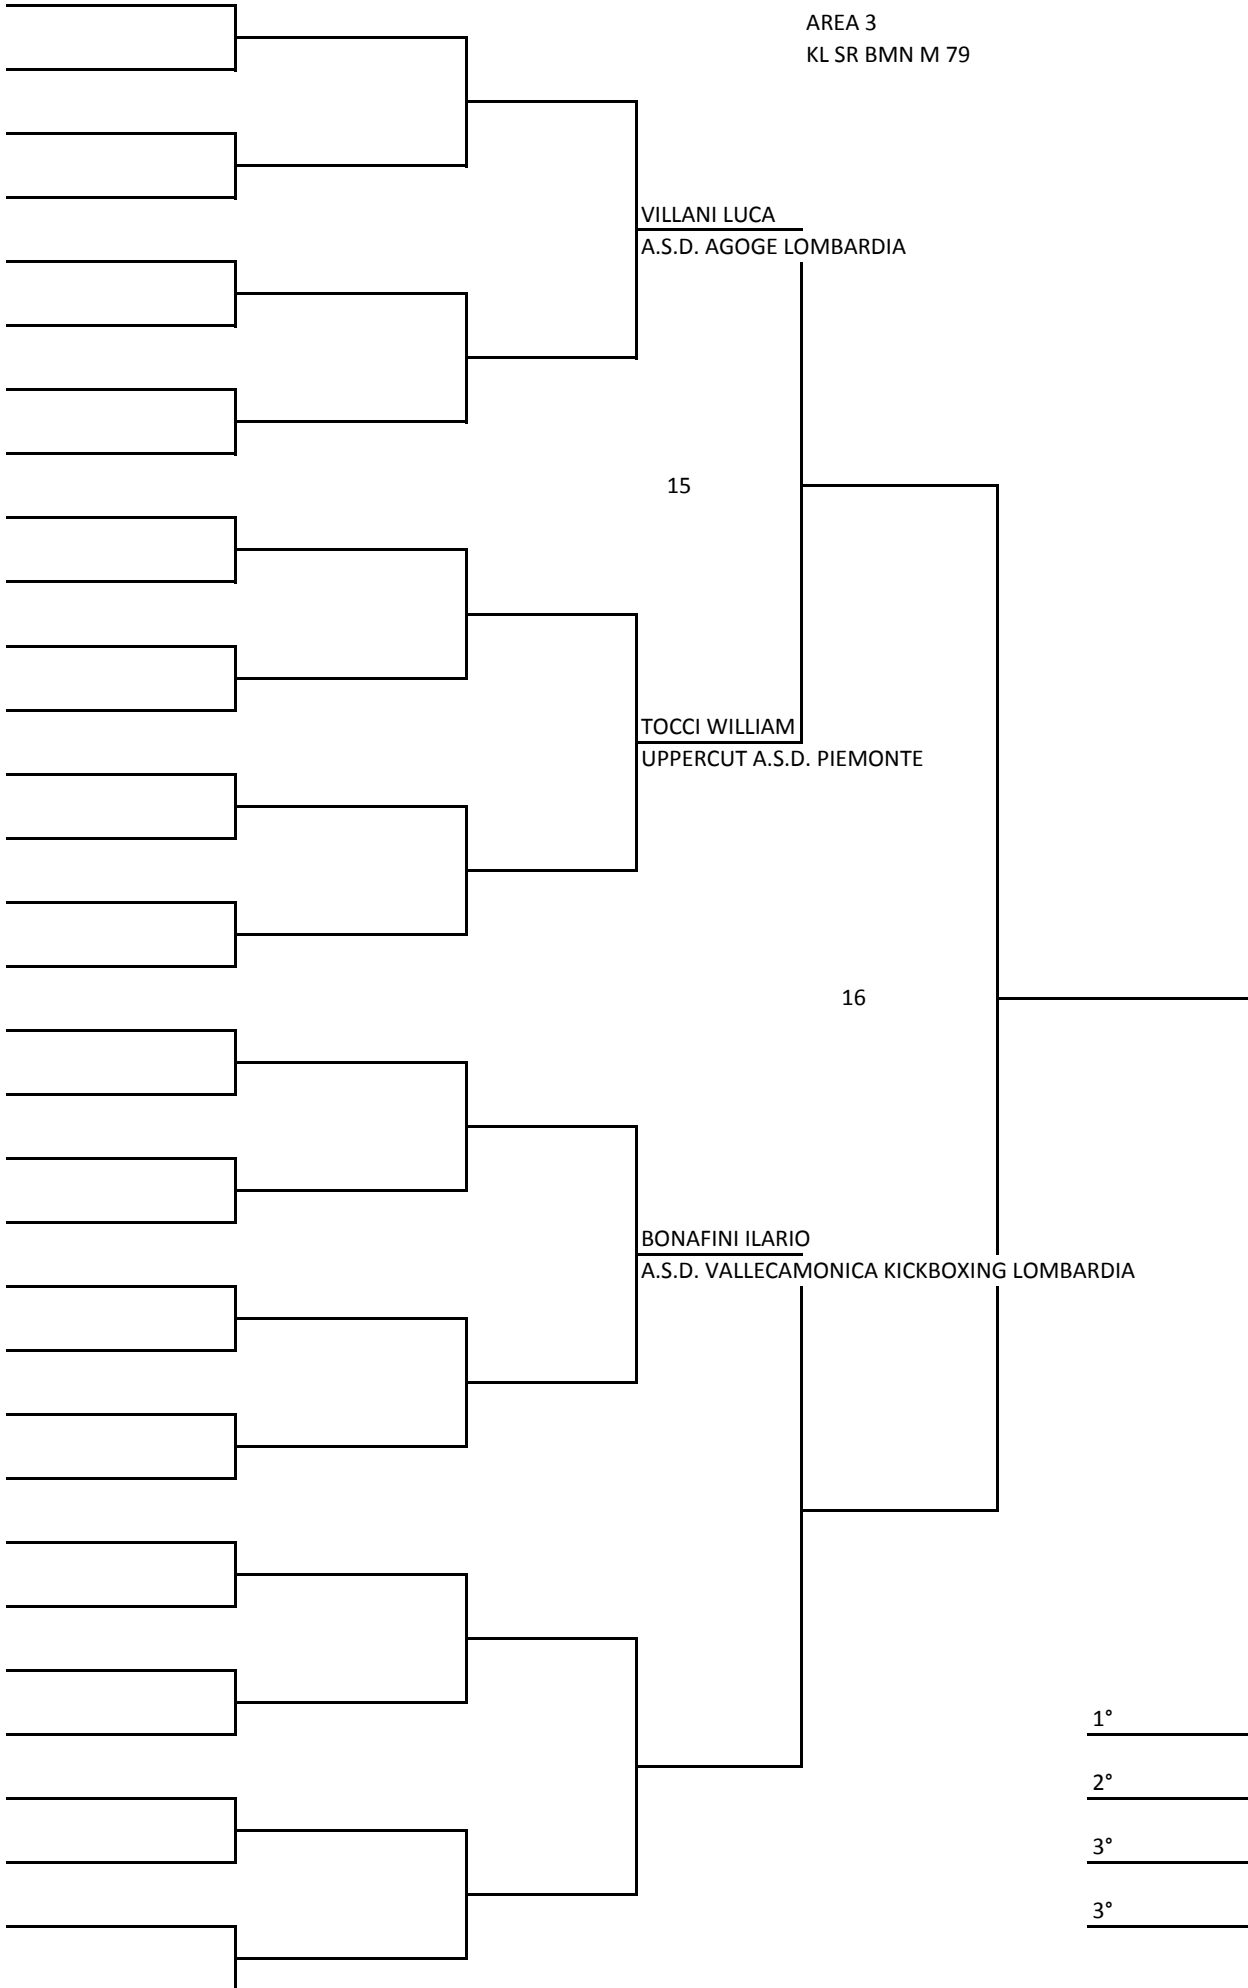 AREA 3
KL SR BMN M 79
VILLANI LUCA
A.S.D. AGOGE LOMBARDIA
15
TOCCI WILLIAM
UPPERCUT A.S.D. PIEMONTE
16
BONAFINI ILARIO
A.S.D. VALLECAMONICA KICKBOXING LOMBARDIA
1°
2°
3°
3°